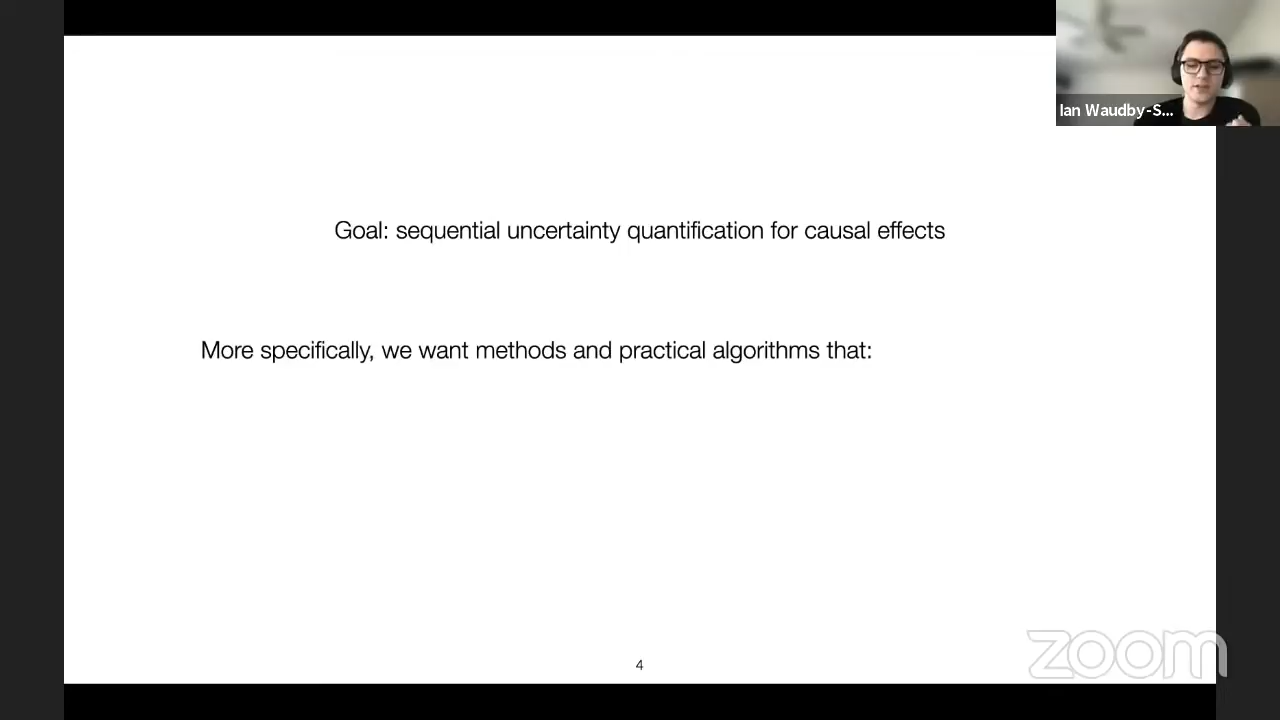 Ian Waudby-S...
Goal: sequential uncertainty quantification for causal effects
More specifically, we want methods and practical algorithms that:
4
zoom